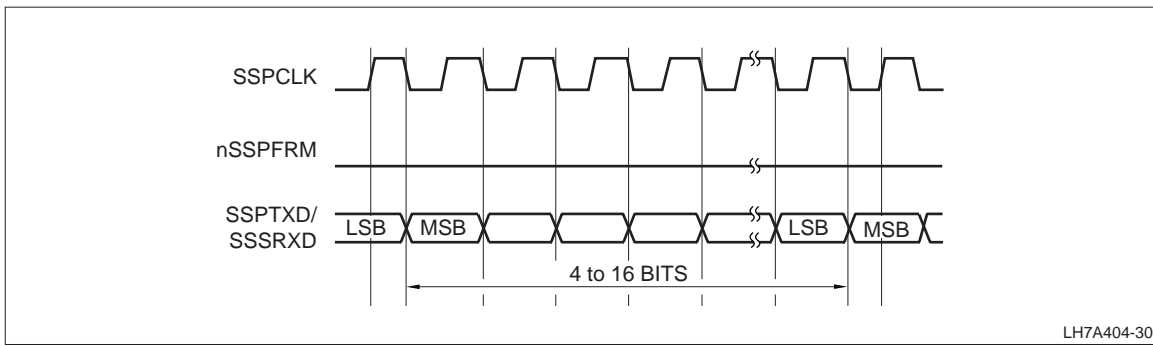 SSPCLK
nSSPFRM
SSPTXD/
SSSRXD
LSB MSB LSB MSB
4 to 16 BITS
LH7A404-30